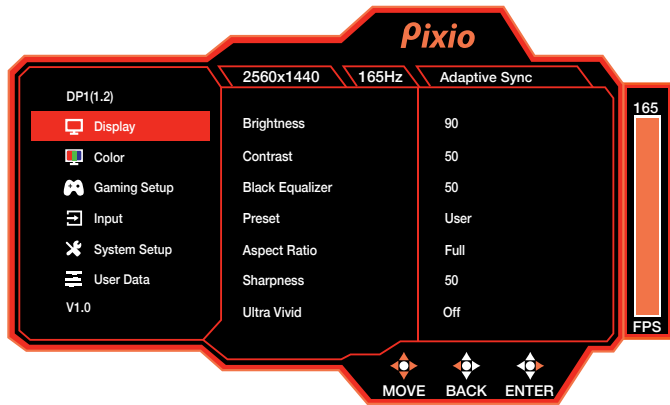 Pixio
2560x1440 165Hz Adaptive Sync
DP1(1.2)
Display
Color
Gaming Setup
Input
System Setup
User Data
V1.0
Brightness 90
Contrast 50
Black Equalizer 50
Preset User
Aspect Ratio Full
Sharpness 50
Ultra Vivid Off
165
FPS
MOVE BACK ENTER